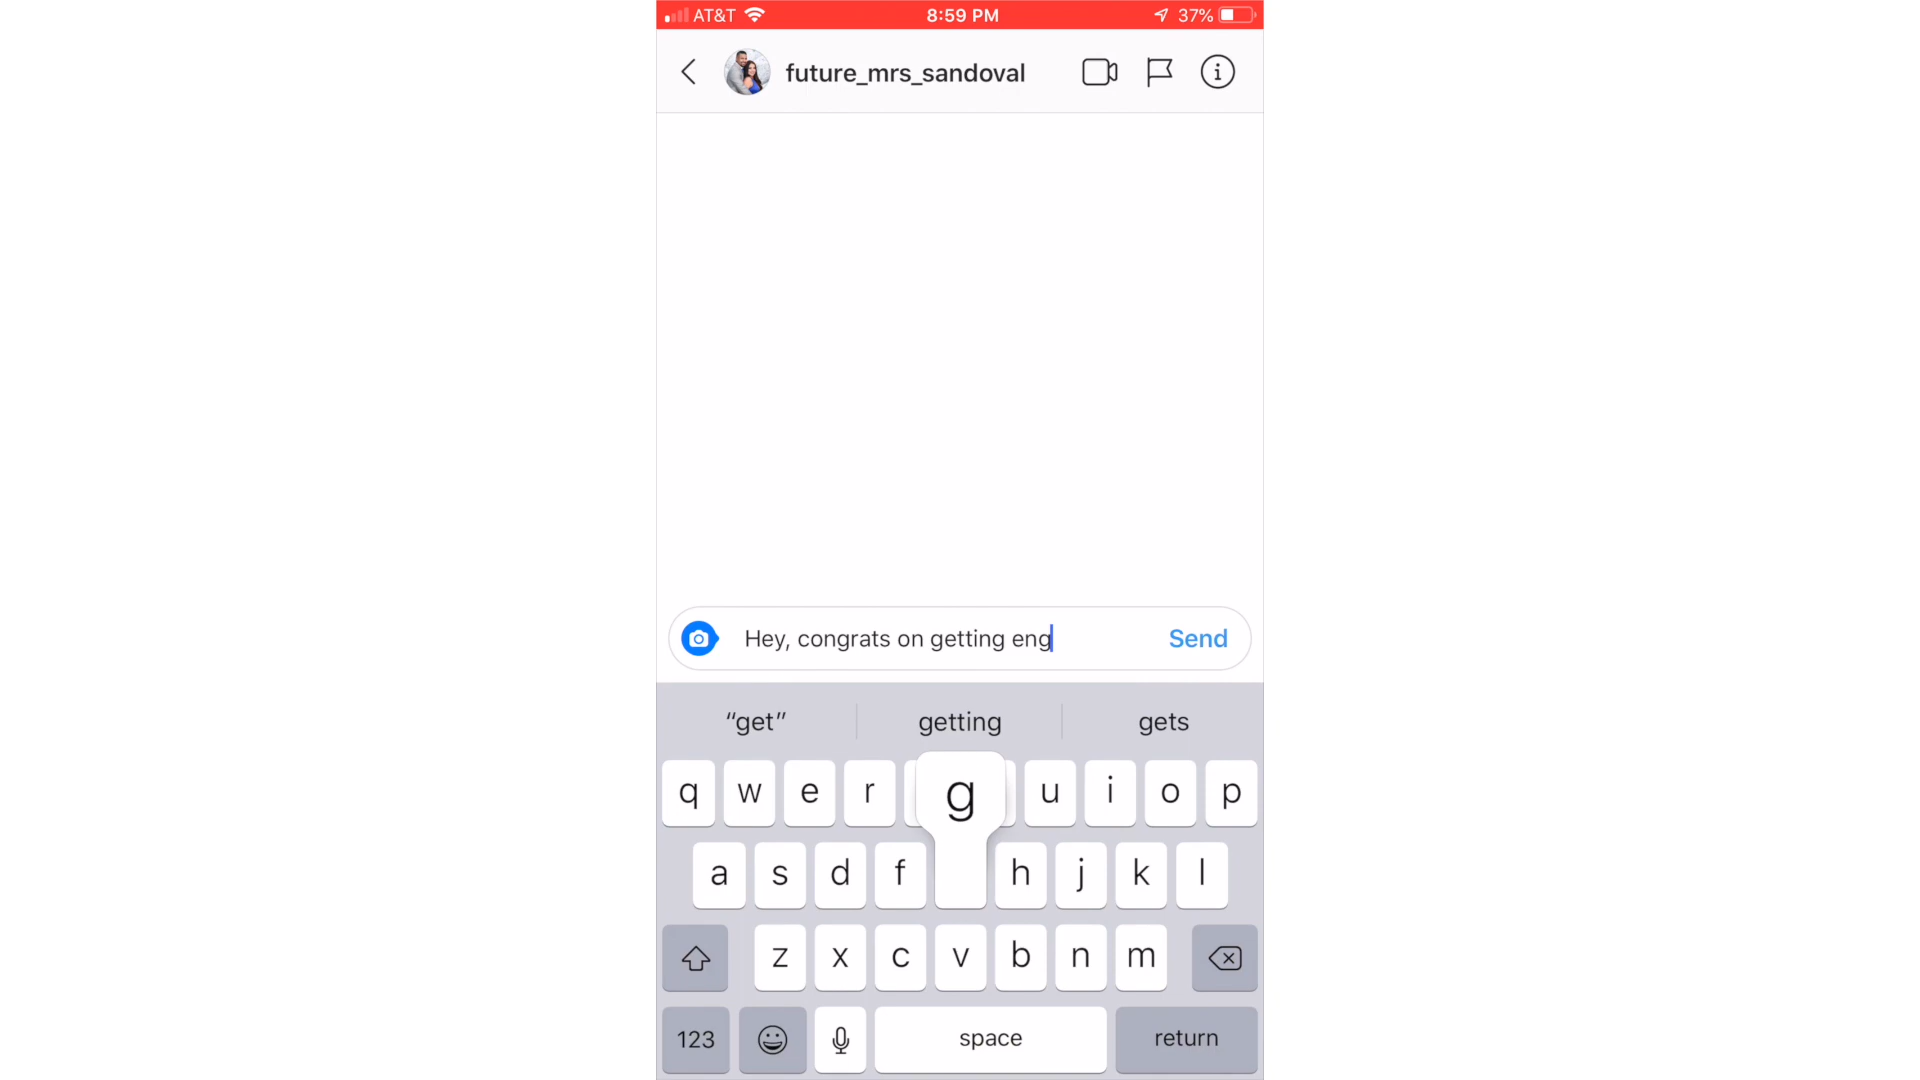 AT&T 8:59 PM 37%
future_mrs_sandoval
Hey, congrats on getting eng Send
“get” getting gets
q w e r g u i o p
a s d f h j k l
z x c v b n m
123 space return